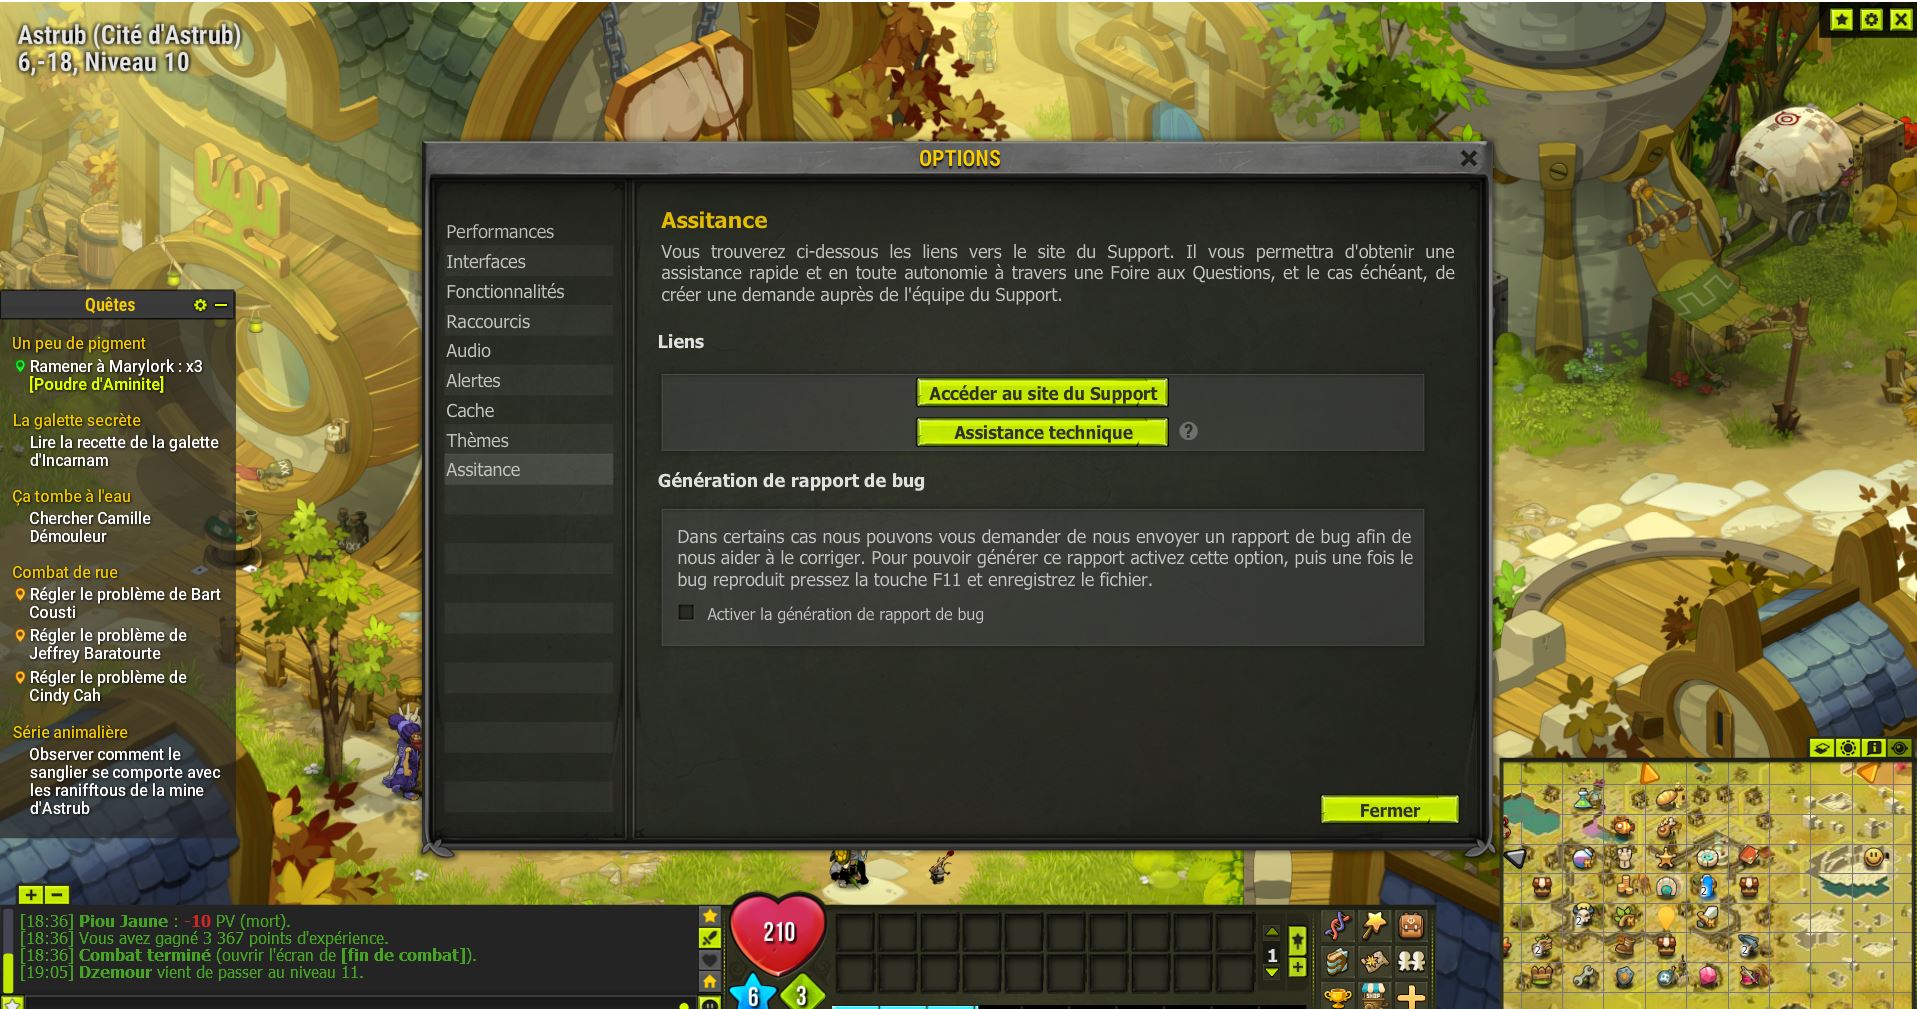 Astrub (Cité d'Astrub)
6,-18, Niveau 10
OPTIONS
Performances
Interfaces
Fonctionnalités
Raccourcis
Audio
Alertes
Cache
Thèmes
Assitance
Assitance
Vous trouverez ci-dessous les liens vers le site du Support. Il vous permettra d'obtenir une
assistance rapide et en toute autonomie à travers une Foire aux Questions, et le cas échéant, de
créer une demande auprès de l'équipe du Support.
Liens
Accéder au site du Support
Assistance technique
?
Génération de rapport de bug
Dans certains cas nous pouvons vous demander de nous envoyer un rapport de bug afin de
nous aider à le corriger. Pour pouvoir générer ce rapport activez cette option, puis une fois le
bug reproduit pressez la touche F11 et enregistrez le fichier.
Activer la génération de rapport de bug
Fermer
Quêtes
Un peu de pigment
Ramener à Marylork : x3
[Poudre d'Aminite]
La galette secrète
Lire la recette de la galette
d'Incarnam
Ça tombe à l'eau
Chercher Camille
Démouleur
Combat de rue
Régler le problème de Bart
Cousti
Régler le problème de
Jeffrey Baratourte
Régler le problème de
Cindy Cah
Série animalière
Observer comment le
sanglier se comporte avec
les ranifftous de la mine
d'Astrub
[18:36] Piou Jaune : -10 PV (mort).
[18:36] Vous avez gagné 3 367 points d'expérience.
[18:36] Combat terminé (ouvrir l'écran de [fin de combat]).
[19:05] Dzemour vient de passer au niveau 11.
210
6
3
1
SHOP
2
2
2
2